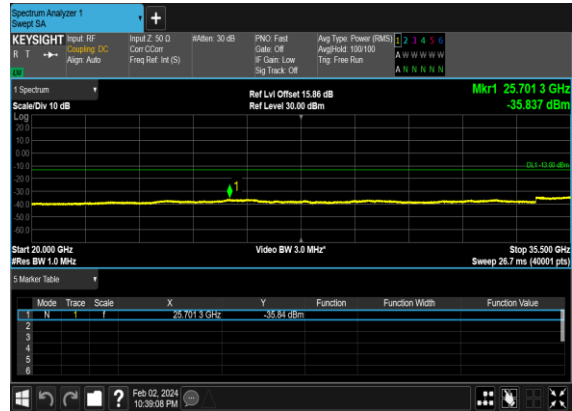 Spectrum Analyzer 1
Swept SA
+
KEYSIGHT Input: RF Input Z: 50 Ω #Atten: 30 dB PNO: Fast Avg Type: Power (RMS) 1 2 3 4 5 6
R T Coupling: DC Corr CCorr Gate: Off Avg|Hold: 100/100 A W W W W W
Align: Auto Freq Ref: Int (S) IF Gain: Low Trig: Free Run
Sig Track: Off A N N N N N
LXI
1 Spectrum Ref Lvl Offset 15.86 dB Mkr1 25.701 3 GHz
Scale/Div 10 dB Ref Level 30.00 dBm -35.837 dBm
Log
20.0
10.0
0.00
-10.0 DL1 -13.00 dBm
-20.0
-30.0 1
-40.0
-50.0
-60.0
Start 20.000 GHz Video BW 3.0 MHz* Stop 35.500 GHz
#Res BW 1.0 MHz Sweep 26.7 ms (40001 pts)
5 Marker Table
Mode Trace Scale X Y Function Function Width Function Value
1 N 1 f 25.701 3 GHz -35.84 dBm
2
3
4
5
6
? Feb 02, 2024
10:39:08 PM